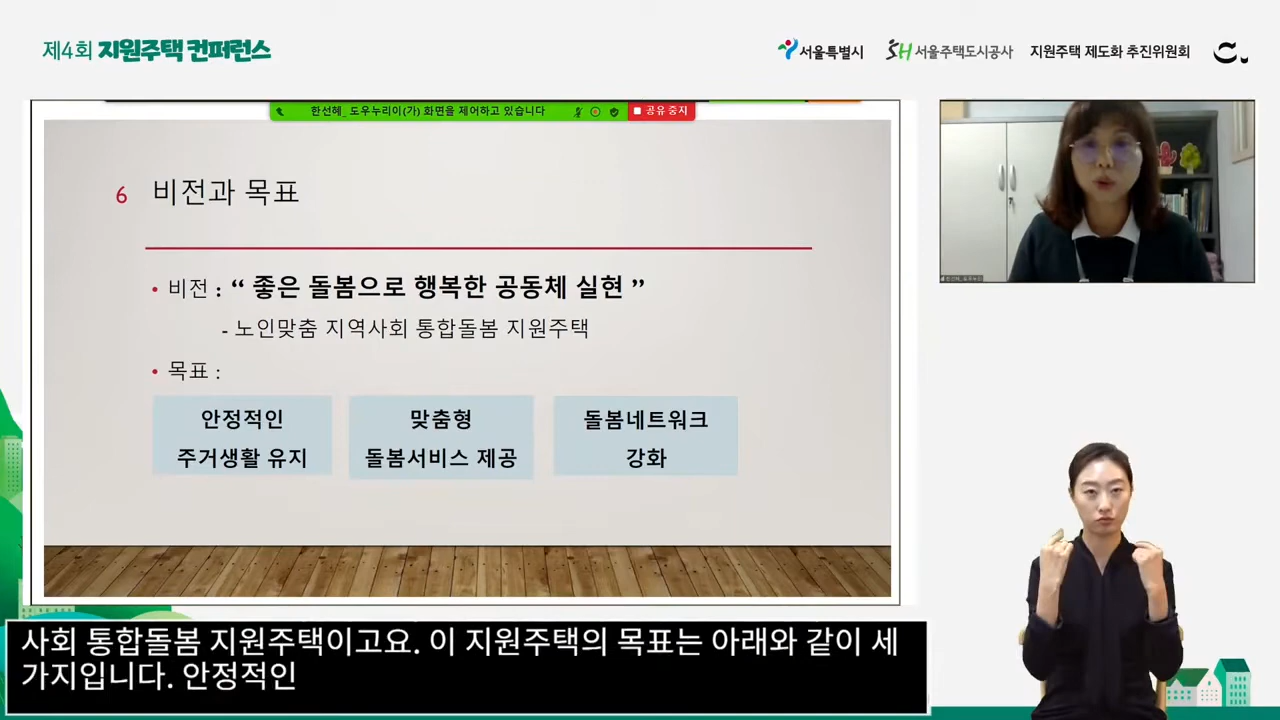 제4회 지원주택 컨퍼런스
서울특별시
SH 서울주택도시공사
지원주택 제도화 추진위원회
한선혜_ 도우누리이(가) 화면을 제어하고 있습니다
공유 중지
6 비전과 목표
• 비전 : “ 좋은 돌봄으로 행복한 공동체 실현 ”
- 노인맞춤 지역사회 통합돌봄 지원주택
• 목표 :
안정적인
주거생활 유지
맞춤형
돌봄서비스 제공
돌봄네트워크
강화
사회 통합돌봄 지원주택이고요. 이 지원주택의 목표는 아래와 같이 세
가지입니다. 안정적인